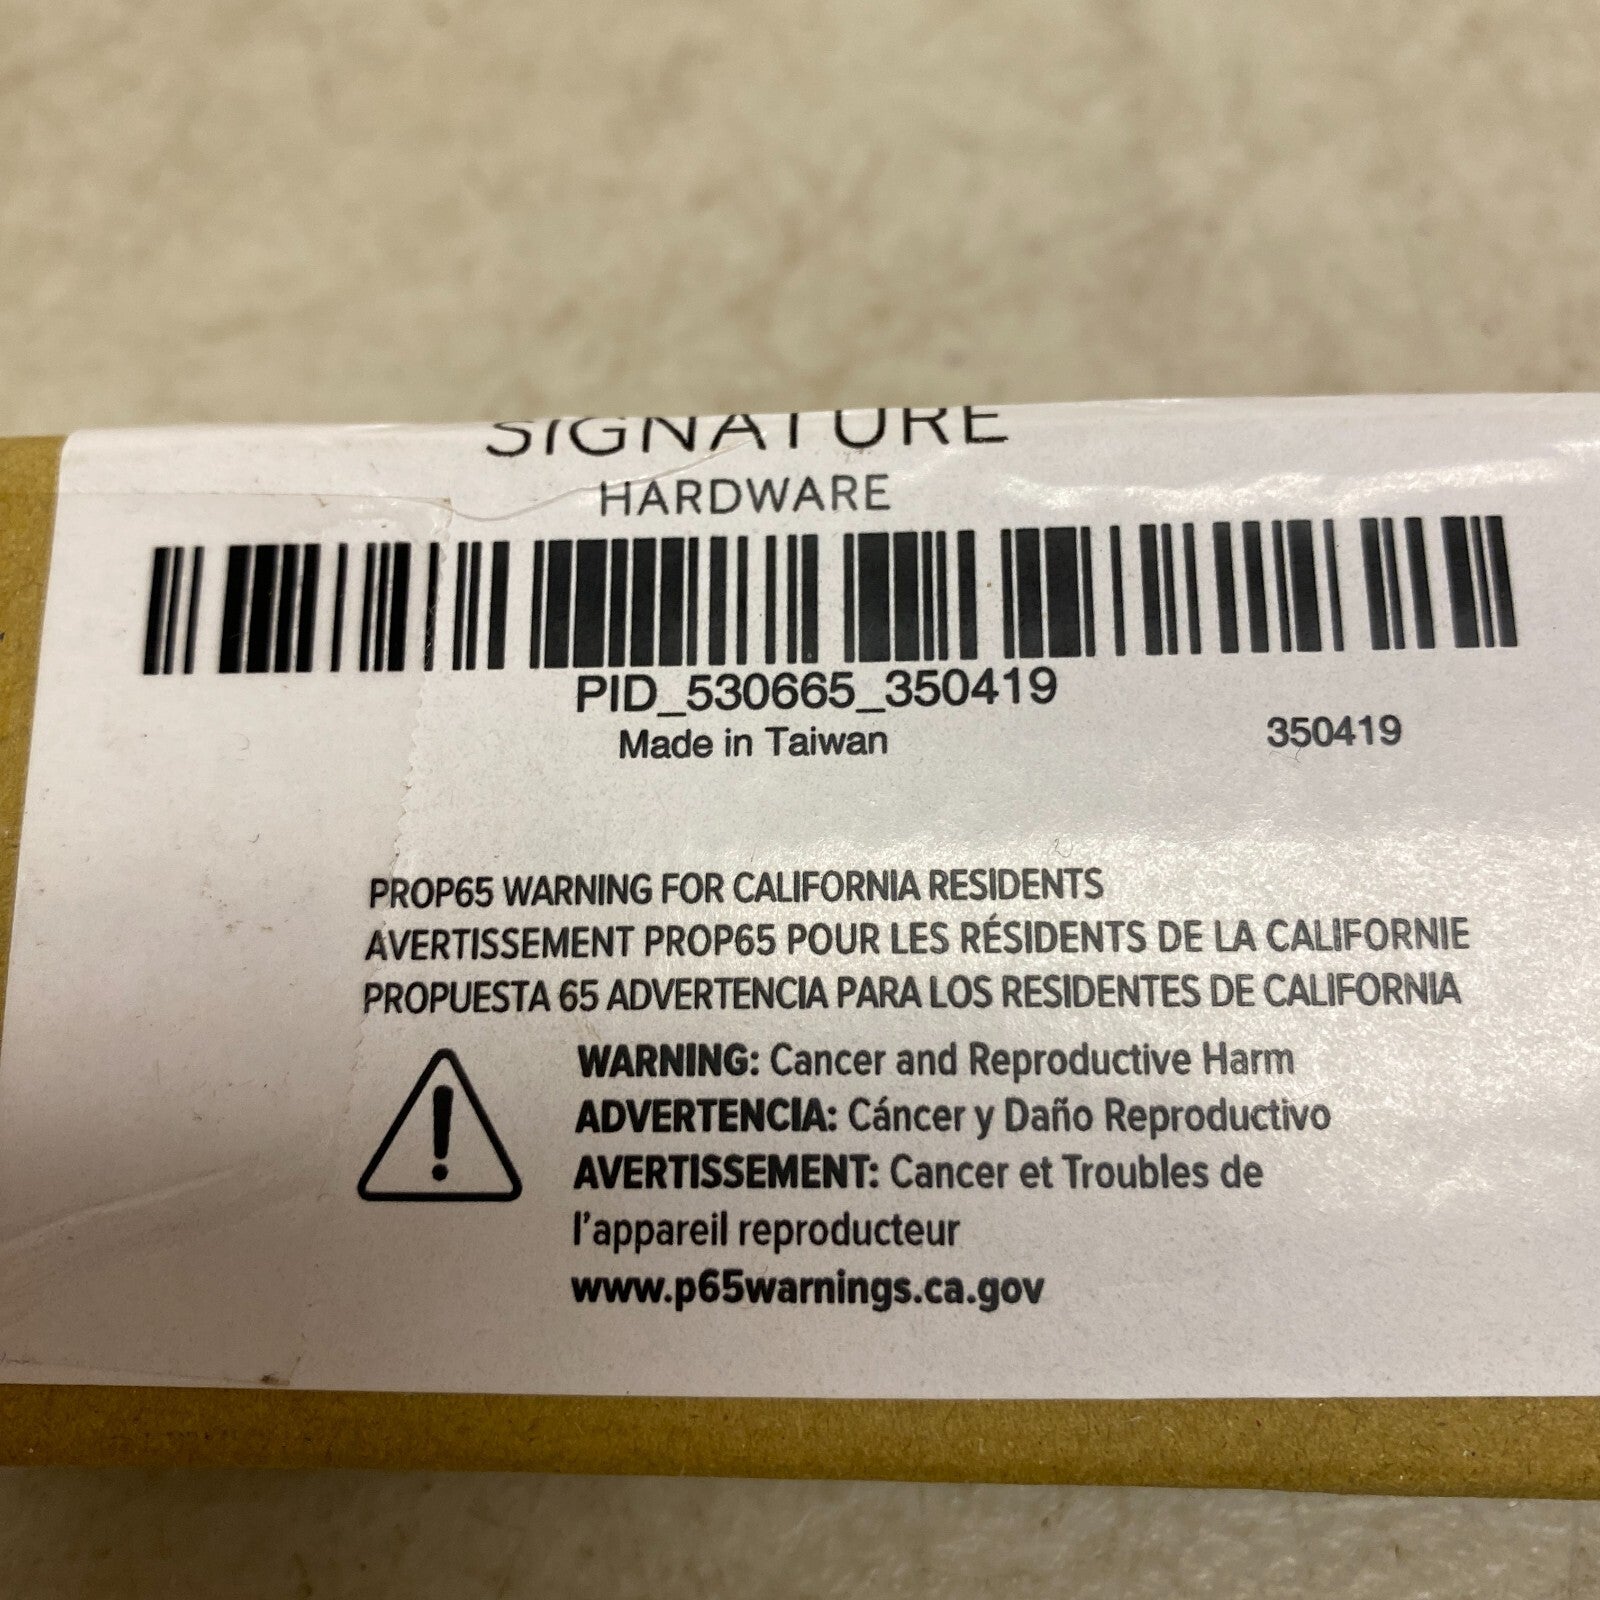 SIGNATURE
HARDWARE
PID_530665_350419
Made in Taiwan
350419
PROP65 WARNING FOR CALIFORNIA RESIDENTS
AVERTISSEMENT PROP65 POUR LES RÉSIDENTS DE LA CALIFORNIE
PROPUESTA 65 ADVERTENCIA PARA LOS RESIDENTES DE CALIFORNIA
WARNING: Cancer and Reproductive Harm
ADVERTENCIA: Cáncer y Daño Reproductivo
AVERTISSEMENT: Cancer et Troubles de
l'appareil reproducteur
www.p65warnings.ca.gov